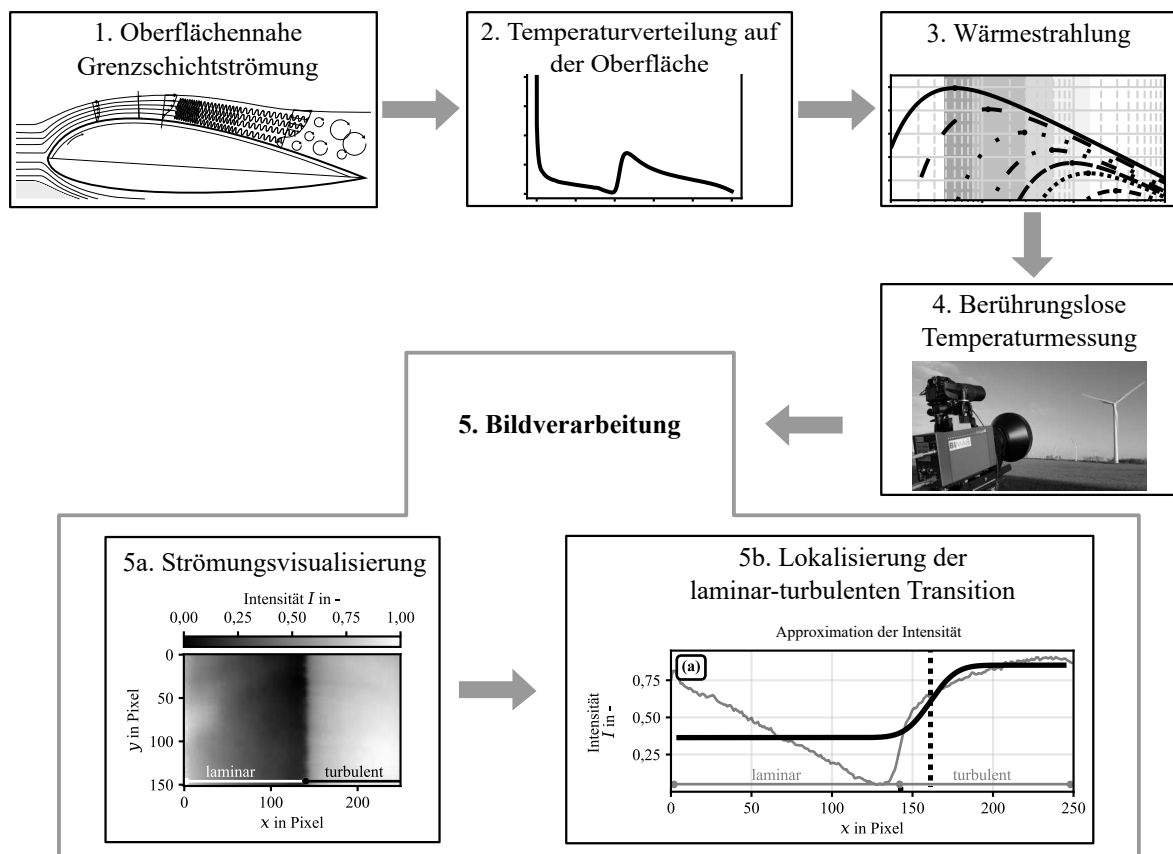 1. Oberflächennahe
Grenzschichtströmung
2. Temperaturverteilung auf
der Oberfläche
3. Wärmestrahlung
4. Berührungslose
Temperaturmessung
5. Bildverarbeitung
5a. Strömungsvisualisierung
Intensität I in -
0,00 0,25 0,50 0,75 1,00
0
50
100
150
y in Pixel
laminar turbulent
0 100 200
x in Pixel
5b. Lokalisierung der
laminar-turbulenten Transition
Approximation der Intensität
(a)
0,75
0,50
0,25
Intensität
I in -
laminar turbulent
0 50 100 150 200 250
x in Pixel